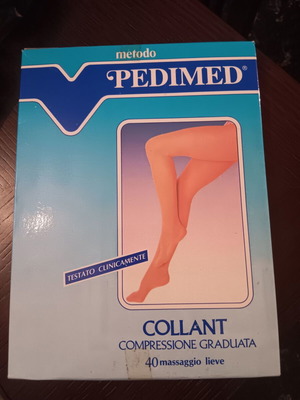 metodo
PEDIMED®
TESTATO CLINICAMENTE
COLLANT
COMPRESSIONE GRADUATA
40 massaggio lieve